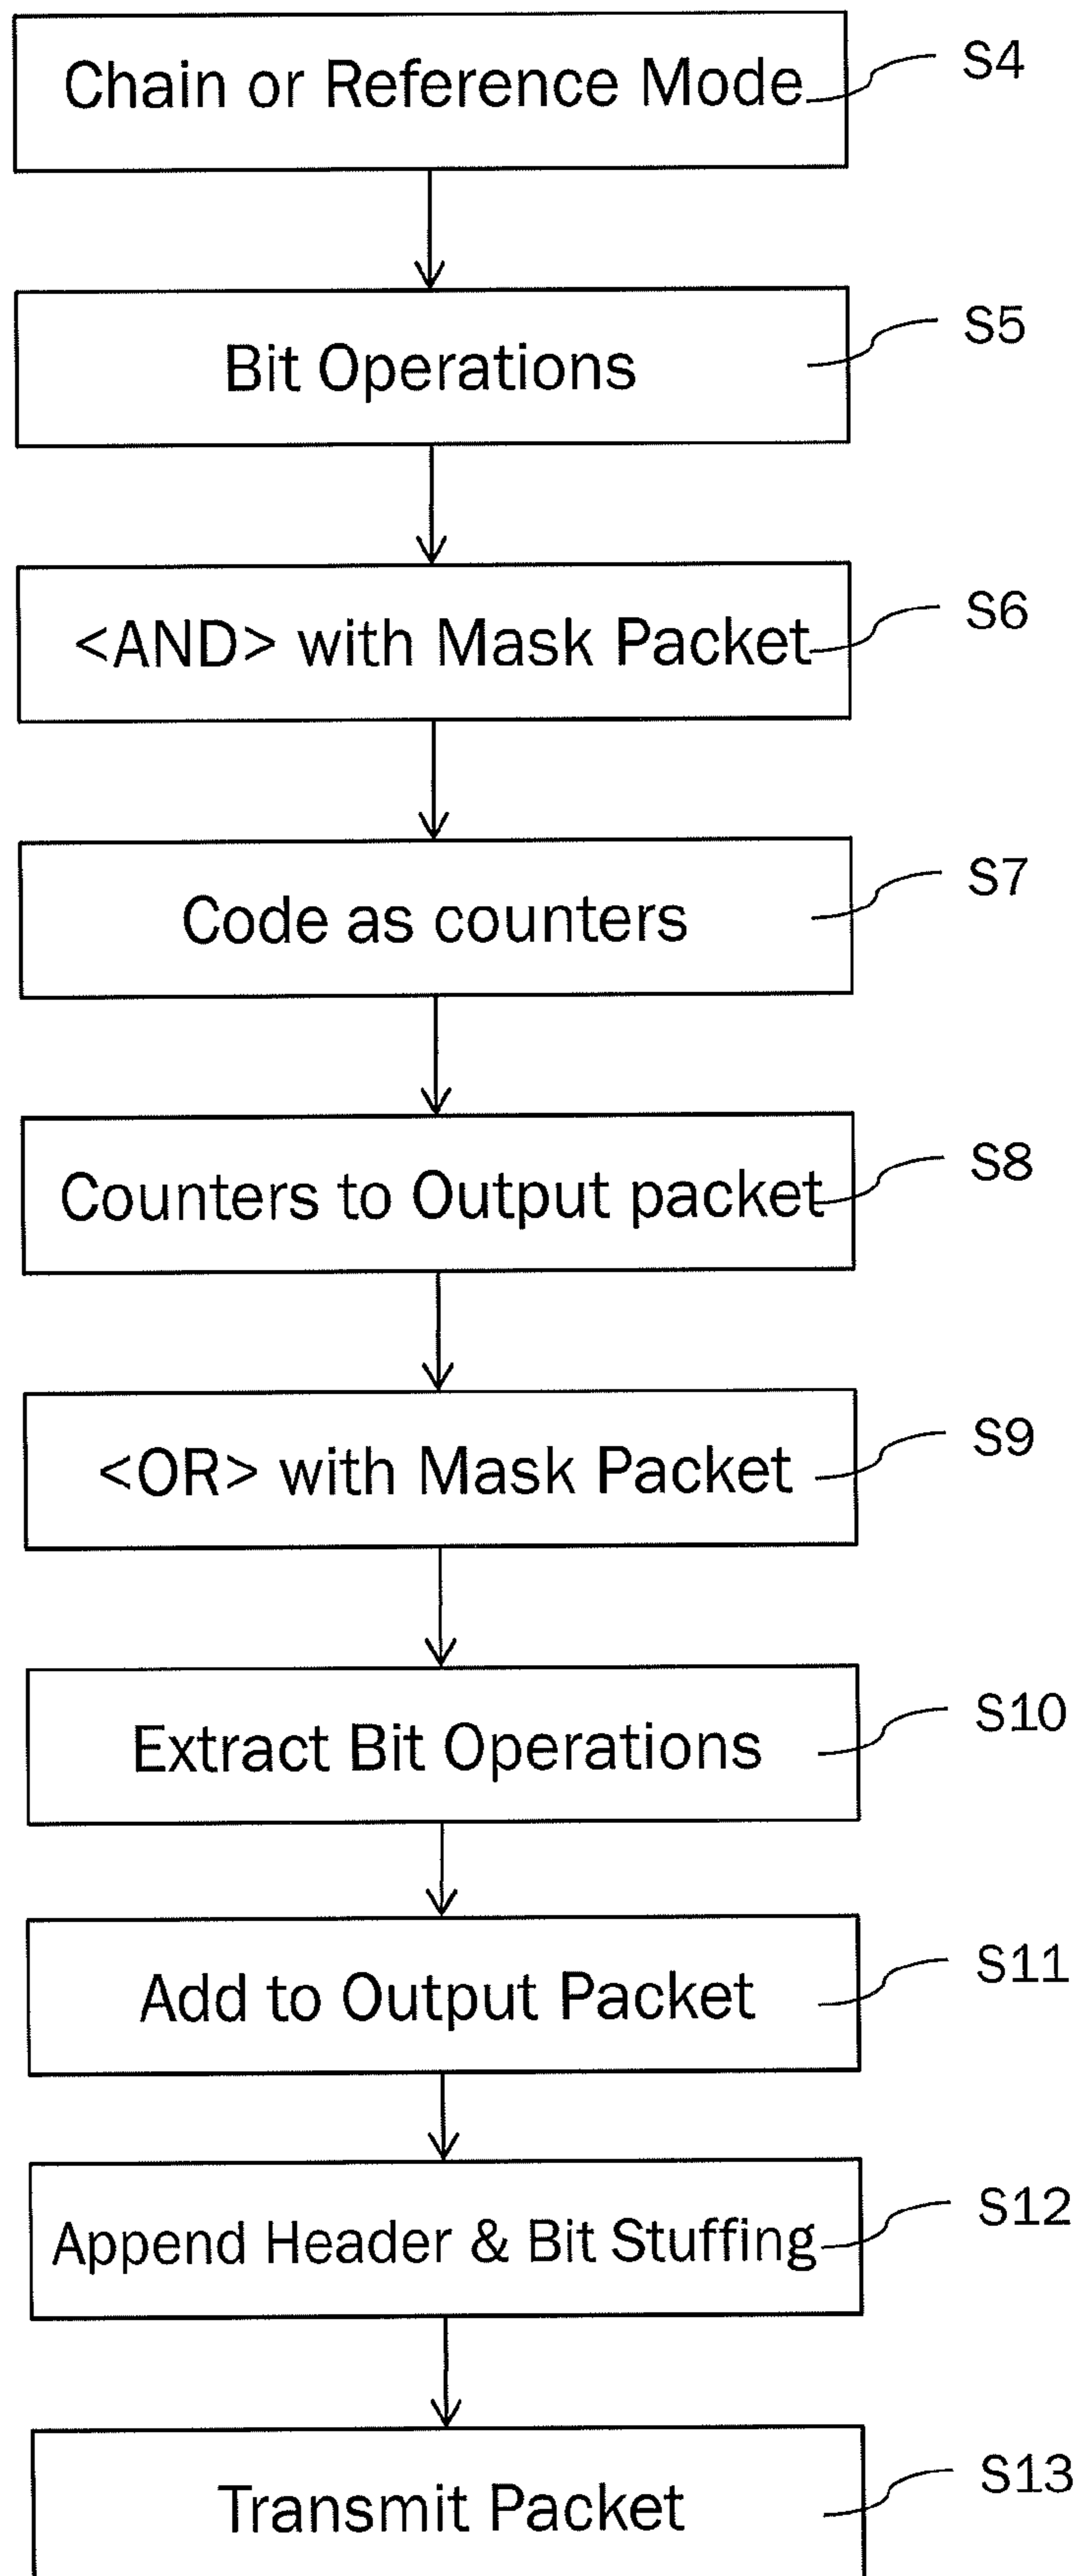 Chain or Reference Mode S4
Bit Operations S5
<AND> with Mask Packet S6
Code as counters S7
Counters to Output packet S8
<OR> with Mask Packet S9
Extract Bit Operations S10
Add to Output Packet S11
Append Header & Bit Stuffing S12
Transmit Packet S13